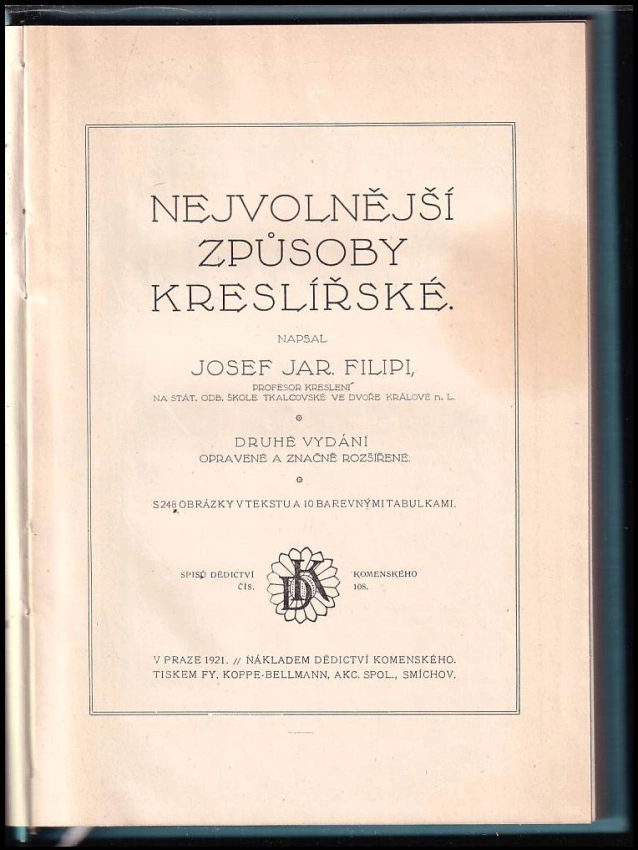 NEJVOLNĚJŠÍ
ZPŮSOBY
KRESLÍŘSKÉ.
NAPSAL
JOSEF JAR. FILIPI,
PROFESOR KRESLENÍ
NA STÁT. ODB. ŠKOLE TKALCOVSKÉ VE DVOŘE KRÁLOVÉ n. L.
DRUHÉ VYDÁNÍ
OPRAVENÉ A ZNAČNĚ ROZŠÍŘENÉ.
S 248 OBRÁZKY V TEKSTU A 10 BAREVNÝMI TABULKAMI.
SPISŮ DĚDICTVÍ KOMENSKÉHO
ČÍS. 108.
DK
V PRAZE 1921. // NÁKLADEM DĚDICTVÍ KOMENSKÉHO.
TISKEM FY. KOPPE-BELLMANN, AKC. SPOL., SMÍCHOV.